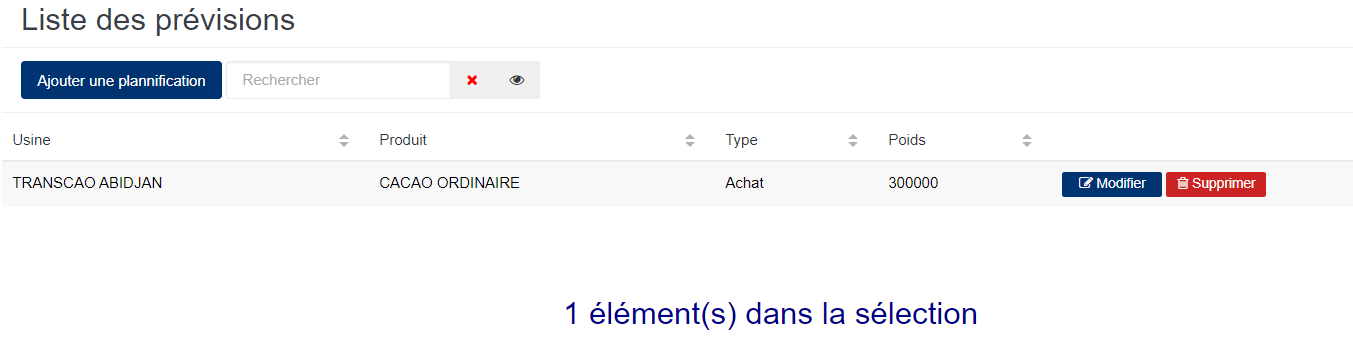 Liste des prévisions
Ajouter une plannification Rechercher
Usine Produit Type Poids
TRANSCAO ABIDJAN CACAO ORDINAIRE Achat 300000 Modifier Supprimer
1 élément(s) dans la sélection